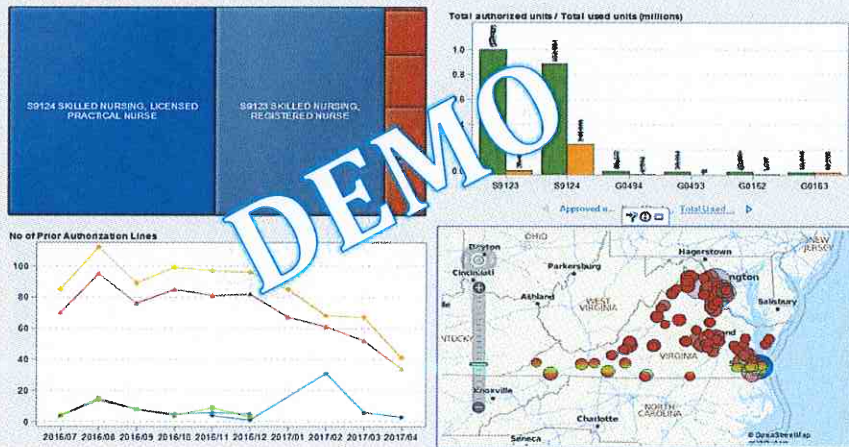 S9124 SKILLED NURSING, LICENSED
PRACTICAL NURSE
S9123 SKILLED NURSING,
REGISTERED NURSE
Total authorized units / Total used units (millions)
1.0
0.8
0.6
0.4
0.2
0.0
S9123
S9124
G0494
G0493
G0162
G0163
Approved u...
Total Used...
DEMO
No of Prior Authorization Lines
100
80
60
40
20
0
2016/07
2016/08
2016/09
2016/10
2016/11
2016/12
2017/01
2017/02
2017/03
2017/04
OHIO
Dayton
Hagerstown
NEW
JERSEY
Cincinnati
Parkersburg
ington
Ashland
WEST
VIRGINIA
Salisbury
NTUCKY
VIRGINIA
Knoxville
NORTH
CAROLINA
Charlotte
Seneca
© OpenStreetMap